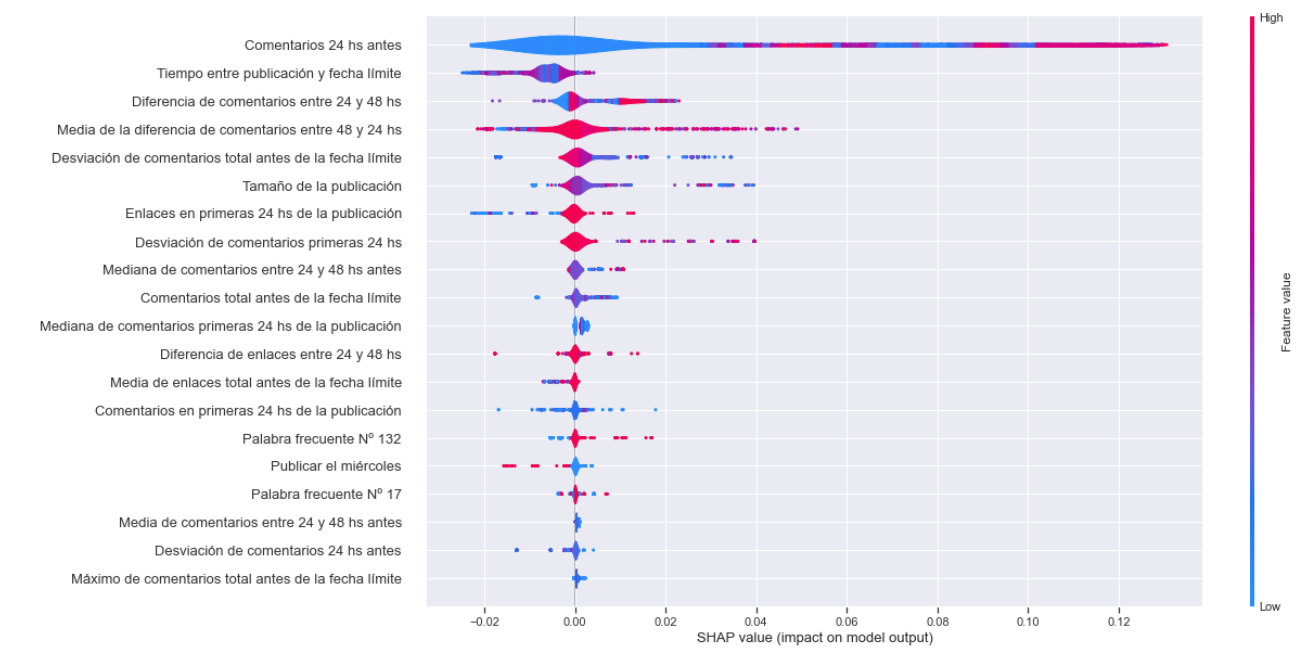 High
Comentarios 24 hs antes
Tiempo entre publicación y fecha límite
Diferencia de comentarios entre 24 y 48 hs
Media de la diferencia de comentarios entre 48 y 24 hs
Desviación de comentarios total antes de la fecha límite
Tamaño de la publicación
Enlaces en primeras 24 hs de la publicación
Desviación de comentarios primeras 24 hs
Mediana de comentarios entre 24 y 48 hs antes
Comentarios total antes de la fecha límite
Mediana de comentarios primeras 24 hs de la publicación
Diferencia de enlaces entre 24 y 48 hs
Media de enlaces total antes de la fecha límite
Comentarios en primeras 24 hs de la publicación
Palabra frecuente Nº 132
Publicar el miércoles
Palabra frecuente Nº 17
Media de comentarios entre 24 y 48 hs antes
Desviación de comentarios 24 hs antes
Máximo de comentarios total antes de la fecha límite
Feature value
Low
−0.02 0.00 0.02 0.04 0.06 0.08 0.10 0.12
SHAP value (impact on model output)